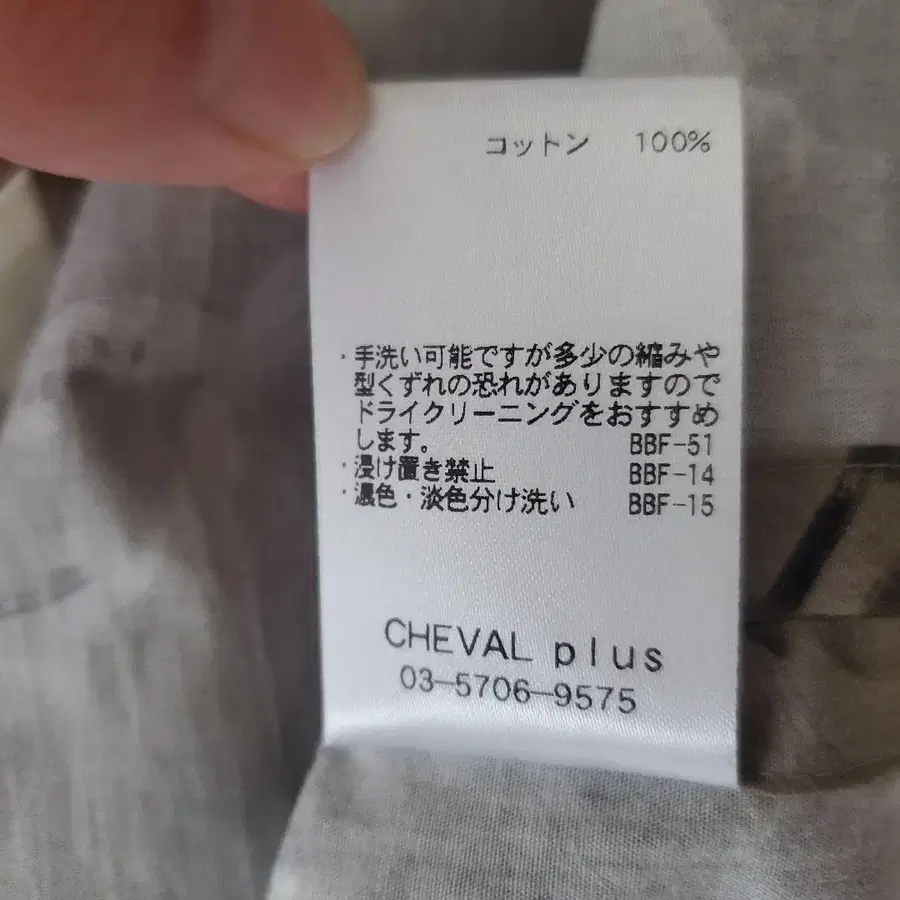 コットン 100%
・手洗い可能ですが多少の縮みや
型くずれの恐れがありますので
ドライクリーニングをおすすめ
します。 BBF-51
・浸け置き禁止 BBF-14
・濃色・淡色分け洗い BBF-15
CHEVAL plus
03-5706-9575